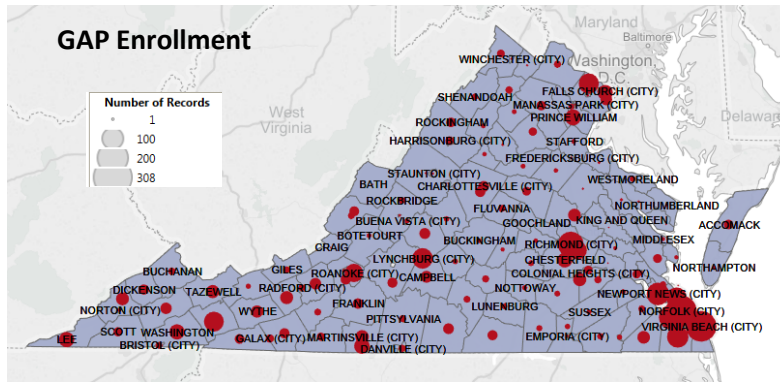 GAP Enrollment
Number of Records
1
100
200
308
Maryland
Baltimore
Washington,
D.C.
Delawar
West
Virginia
WINCHESTER (CITY)
FALLS CHURCH (CITY)
SHENANDOAH
MANASSAS PARK (CITY)
PRINCE WILLIAM
ROCKINGHAM
HARRISONBURG (CITY)
STAFFORD
FREDERICKSBURG (CITY)
STAUNTON (CITY)
WESTMORELAND
BATH
CHARLOTTESVILLE (CITY)
ROCKBRIDGE
NORTHUMBERLAND
FLUVANNA
BUENA VISTA (CITY)
GOOCHLAND
KING AND QUEEN
ACCOMACK
BOTETOURT
CRAIG
BUCKINGHAM
RICHMOND (CITY)
MIDDLESEX
LYNCHBURG (CITY)
CHESTERFIELD
NORTHAMPTON
BUCHANAN
GILES
ROANOKE (CITY)
CAMPBELL
COLONIAL HEIGHTS (CITY)
DICKENSON
TAZEWELL
RADFORD (CITY)
NOTTOWAY
NEWPORT NEWS (CITY)
NORTON (CITY)
WYTHE
FRANKLIN
LUNENBURG
SUSSEX
NORFOLK (CITY)
PITTSYLVANIA
SCOTT
WASHINGTON
VIRGINIA BEACH (CITY)
LEE
BRISTOL (CITY)
GALAX (CITY)
MARTINSVILLE (CITY)
EMPORIA (CITY)
DANVILLE (CITY)